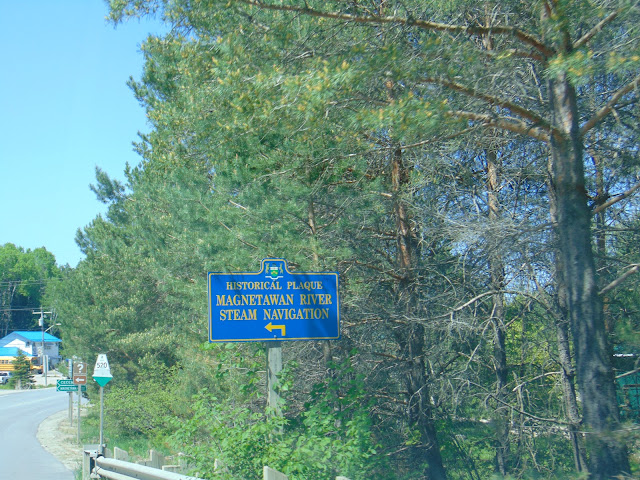 HISTORICAL PLAQUE
MAGNETAWAN RIVER
STEAM NAVIGATION
520
?